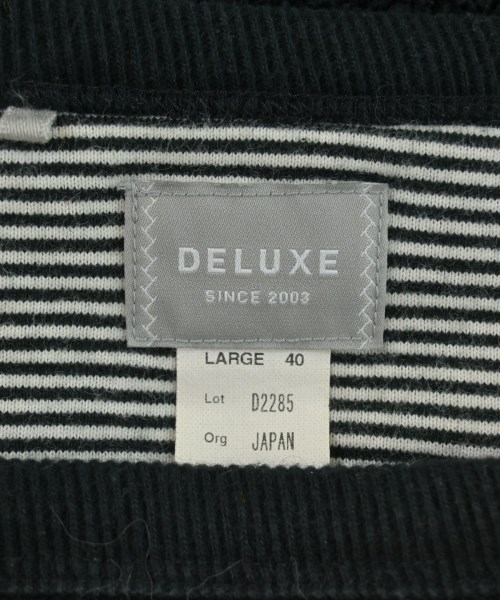 DELUXE
SINCE 2003
LARGE 40
Lot D2285
Org JAPAN